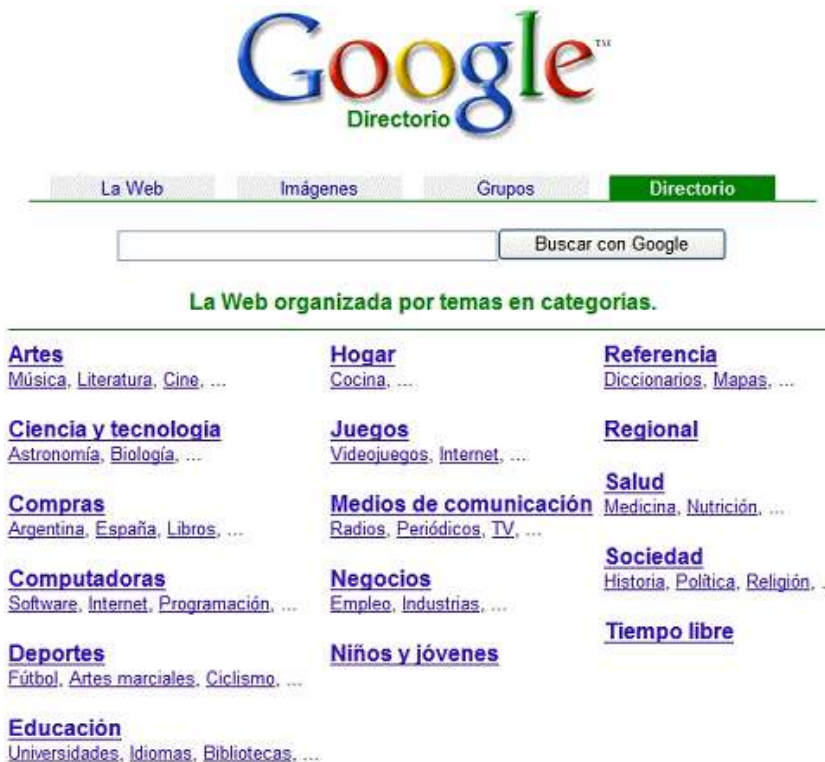 Google™
Directorio
La Web Imágenes Grupos Directorio
Buscar con Google
La Web organizada por temas en categorías.
Artes
Música, Literatura, Cine, ...
Ciencia y tecnología
Astronomía, Biología, ...
Compras
Argentina, España, Libros, ...
Computadoras
Software, Internet, Programación, ...
Deportes
Fútbol, Artes marciales, Ciclismo, ...
Educación
Universidades, Idiomas, Bibliotecas, ...
Hogar
Cocina, ...
Juegos
Videojuegos, Internet, ...
Medios de comunicación
Radios, Periódicos, TV, ...
Negocios
Empleo, Industrias, ...
Niños y jóvenes
Referencia
Diccionarios, Mapas, ...
Regional
Salud
Medicina, Nutrición, ...
Sociedad
Historia, Política, Religión, .
Tiempo libre